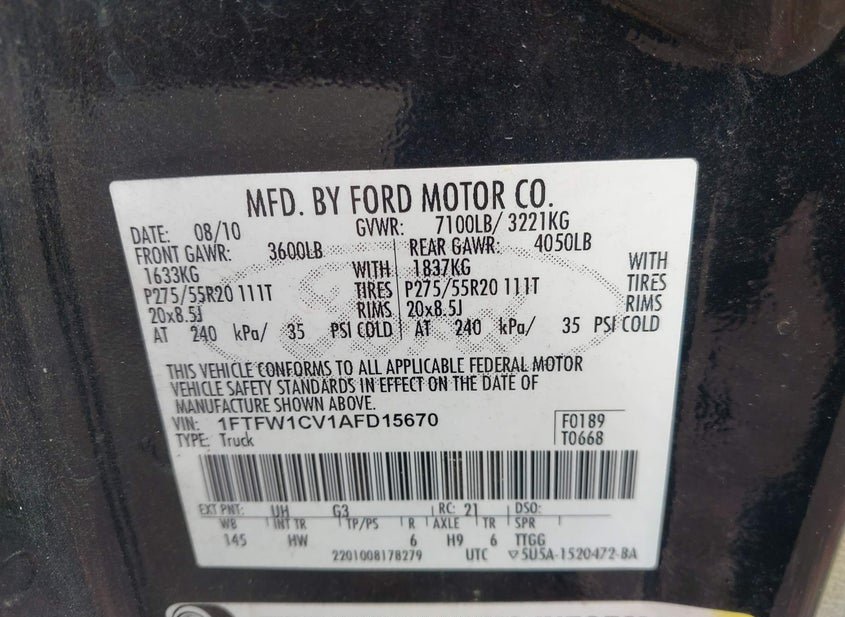 MFD. BY FORD MOTOR CO.
DATE: 08/10 GVWR: 7100LB/ 3221KG
FRONT GAWR: 3600LB REAR GAWR: 4050LB
1633KG WITH 1837KG WITH
P275/55R20 111T TIRES P275/55R20 111T TIRES
20x8.5J RIMS 20x8.5J RIMS
AT 240 kPa/ 35 PSI COLD AT 240 kPa/ 35 PSI COLD
THIS VEHICLE CONFORMS TO ALL APPLICABLE FEDERAL MOTOR
VEHICLE SAFETY STANDARDS IN EFFECT ON THE DATE OF
MANUFACTURE SHOWN ABOVE.
VIN: 1FTFW1CV1AFD15670 F0189
TYPE: Truck T0668
EXT PNT: UH G3 RC: 21 DSO:
WB INT TR TP/PS R AXLE TR SPR
145 HW 6 H9 6 TTGG
2201008178279 UTC ▽5U5A-1520472-BA